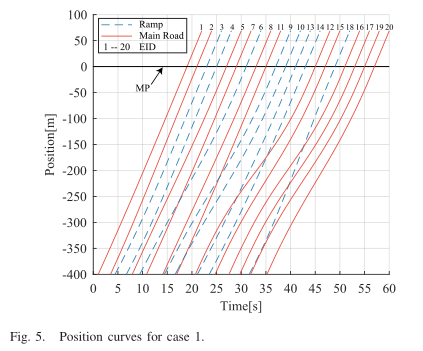 100
50
0
-50
-100
-150
-200
-250
-300
-350
-400
Position[m]
Ramp
Main Road
1 -- 20 EID
1 2 3 4 5 7 6 8 11 9 10 13 14 12 15 18 16 17 19 20
MP
0 5 10 15 20 25 30 35 40 45 50 55 60
Time[s]
Fig. 5. Position curves for case 1.